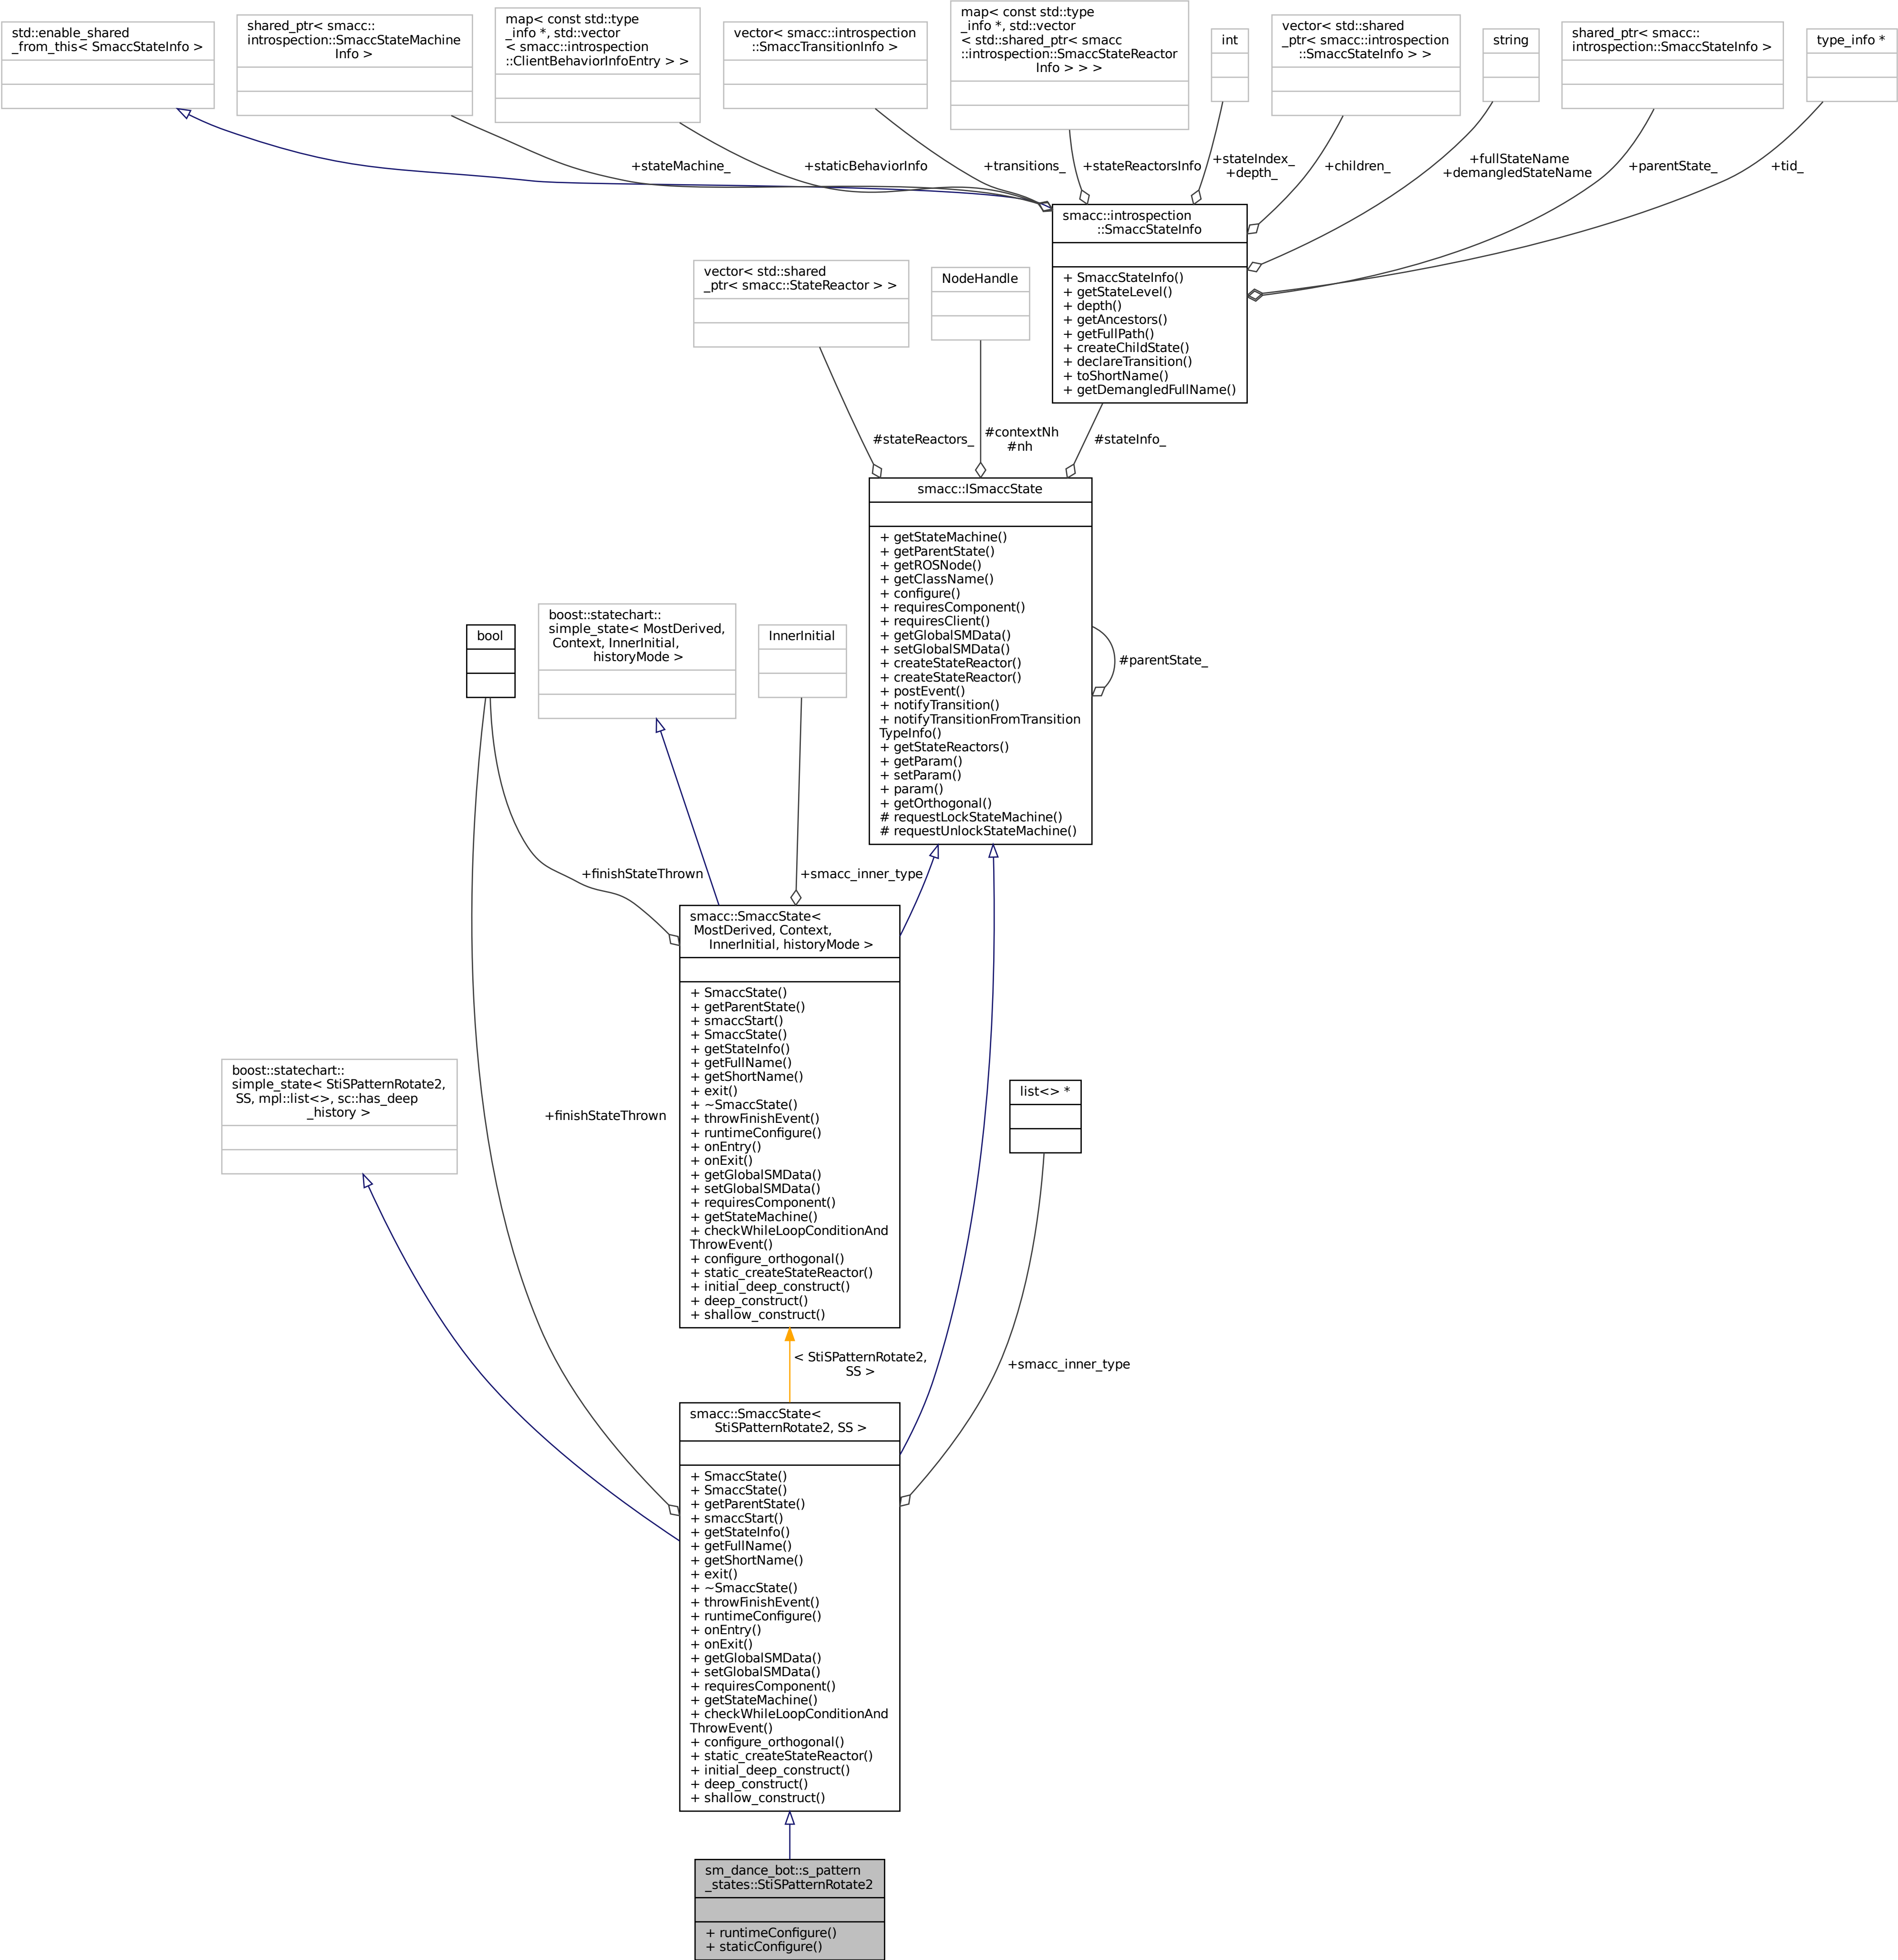 std::enable_shared
_from_this< SmaccStateInfo >
shared_ptr< smacc::
introspection::SmaccStateMachine
Info >
map< const std::type
_info *, std::vector
< smacc::introspection
::ClientBehaviorInfoEntry > >
vector< smacc::introspection
::SmaccTransitionInfo >
map< const std::type
_info *, std::vector
< std::shared_ptr< smacc
::introspection::SmaccStateReactor
Info > > >
int
vector< std::shared
_ptr< smacc::introspection
::SmaccStateInfo > >
string
shared_ptr< smacc::
introspection::SmaccStateInfo >
type_info *
+stateMachine_
+staticBehaviorInfo
+transitions_
+stateReactorsInfo
+stateIndex_
+depth_
+children_
+fullStateName
+demangledStateName
+parentState_
+tid_
smacc::introspection
::SmaccStateInfo
+ SmaccStateInfo()
+ getStateLevel()
+ depth()
+ getAncestors()
+ getFullPath()
+ createChildState()
+ declareTransition()
+ toShortName()
+ getDemangledFullName()
vector< std::shared
_ptr< smacc::StateReactor > >
NodeHandle
#stateReactors_
#contextNh
#nh
#stateInfo_
smacc::ISmaccState
+ getStateMachine()
+ getParentState()
+ getROSNode()
+ getClassName()
+ configure()
+ requiresComponent()
+ requiresClient()
+ getGlobalSMData()
+ setGlobalSMData()
+ createStateReactor()
+ createStateReactor()
+ postEvent()
+ notifyTransition()
+ notifyTransitionFromTransition
TypeInfo()
+ getStateReactors()
+ getParam()
+ setParam()
+ param()
+ getOrthogonal()
# requestLockStateMachine()
# requestUnlockStateMachine()
#parentState_
bool
boost::statechart::
simple_state< MostDerived,
Context, InnerInitial,
historyMode >
InnerInitial
+finishStateThrown
+smacc_inner_type
smacc::SmaccState<
MostDerived, Context,
InnerInitial, historyMode >
+ SmaccState()
+ getParentState()
+ smaccStart()
+ SmaccState()
+ getStateInfo()
+ getFullName()
+ getShortName()
+ exit()
+ ~SmaccState()
+ throwFinishEvent()
+ runtimeConfigure()
+ onEntry()
+ onExit()
+ getGlobalSMData()
+ setGlobalSMData()
+ requiresComponent()
+ getStateMachine()
+ checkWhileLoopConditionAnd
ThrowEvent()
+ configure_orthogonal()
+ static_createStateReactor()
+ initial_deep_construct()
+ deep_construct()
+ shallow_construct()
boost::statechart::
simple_state< StiSPatternRotate2,
SS, mpl::list<>, sc::has_deep
_history >
+finishStateThrown
list<> *
< StiSPatternRotate2,
SS >
+smacc_inner_type
smacc::SmaccState<
StiSPatternRotate2, SS >
+ SmaccState()
+ SmaccState()
+ getParentState()
+ smaccStart()
+ getStateInfo()
+ getFullName()
+ getShortName()
+ exit()
+ ~SmaccState()
+ throwFinishEvent()
+ runtimeConfigure()
+ onEntry()
+ onExit()
+ getGlobalSMData()
+ setGlobalSMData()
+ requiresComponent()
+ getStateMachine()
+ checkWhileLoopConditionAnd
ThrowEvent()
+ configure_orthogonal()
+ static_createStateReactor()
+ initial_deep_construct()
+ deep_construct()
+ shallow_construct()
sm_dance_bot::s_pattern
_states::StiSPatternRotate2
+ runtimeConfigure()
+ staticConfigure()